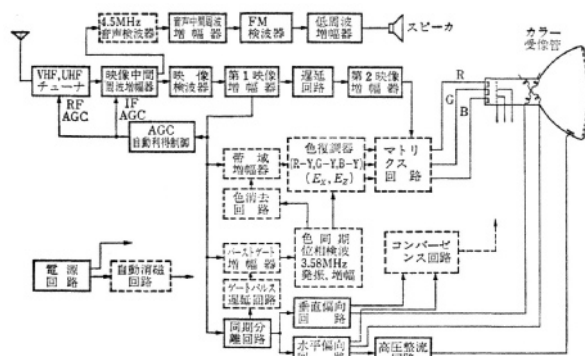 4.5MHz
音声検波器
音声中間周波
増幅器
FM
検波器
低周波
増幅器
スピーカ
カラー
受像管
VHF,UHF
チューナ
映像中間
周波増幅器
映像
検波器
第1映像
増幅器
遅延
回路
第2映像
増幅器
R
G
B
RF
AGC
IF
AGC
AGC
自動利得制御
帯域
増幅器
色復調器
(R-Y,G-Y,B-Y)
(EX, EZ)
マトリ
クス
回路
色消去
回路
色同期
位相検波
3.58MHz
発振、増幅
バーストゲート
増幅器
ゲートパルス
遅延回路
コンバーゼ
ンス回路
電源
回路
自動消磁
回路
同期分
離回路
垂直偏向
回路
水平偏向
回路
高圧整流
回路